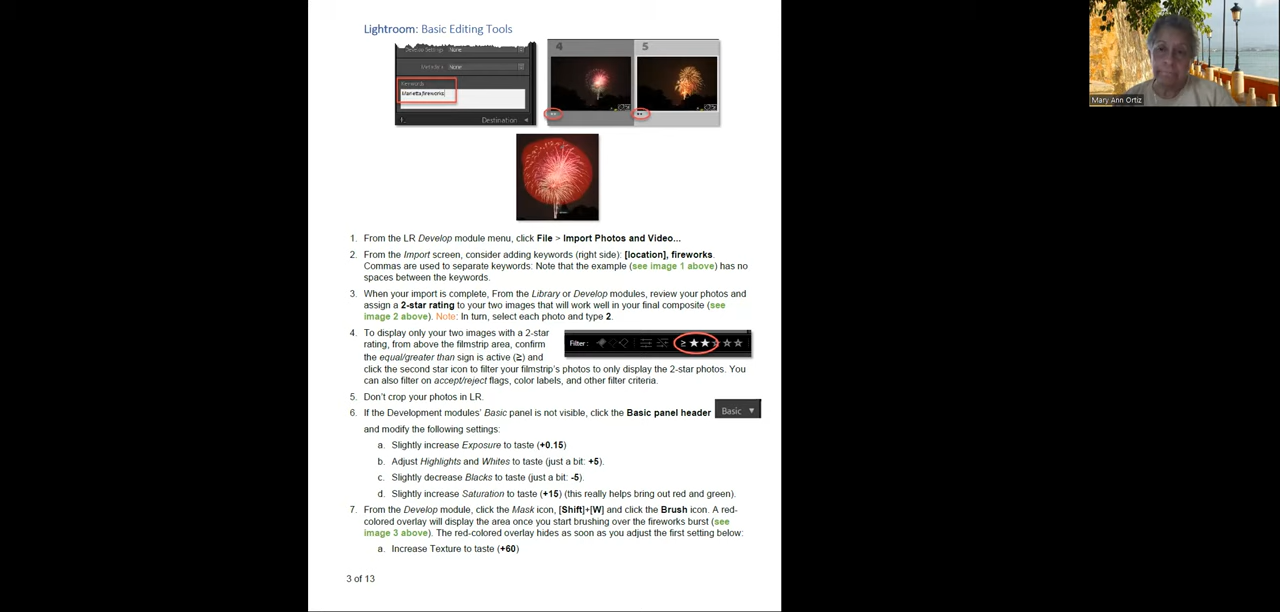 Lightroom: Basic Editing Tools
Develop Settings None
Metadata None
Keywords
Marietta,fireworks
Destination
4
5
Mary Ann Ortiz
1. From the LR Develop module menu, click File > Import Photos and Video...
2. From the Import screen, consider adding keywords (right side): [location], fireworks.
Commas are used to separate keywords: Note that the example (see image 1 above) has no
spaces between the keywords.
3. When your import is complete, From the Library or Develop modules, review your photos and
assign a 2-star rating to your two images that will work well in your final composite (see
image 2 above). Note: In turn, select each photo and type 2.
4. To display only your two images with a 2-star
rating, from above the filmstrip area, confirm
the equal/greater than sign is active (≥) and
Filter: ≥ ★ ★ ☆ ☆ ☆
click the second star icon to filter your filmstrip's photos to only display the 2-star photos. You
can also filter on accept/reject flags, color labels, and other filter criteria.
5. Don't crop your photos in LR.
6. If the Development modules' Basic panel is not visible, click the Basic panel header
Basic ▼
and modify the following settings:
a. Slightly increase Exposure to taste (+0.15)
b. Adjust Highlights and Whites to taste (just a bit: +5).
c. Slightly decrease Blacks to taste (just a bit: -5).
d. Slightly increase Saturation to taste (+15) (this really helps bring out red and green).
7. From the Develop module, click the Mask icon, [Shift]+[W] and click the Brush icon. A red-
colored overlay will display the area once you start brushing over the fireworks burst (see
image 3 above). The red-colored overlay hides as soon as you adjust the first setting below:
a. Increase Texture to taste (+60)
3 of 13